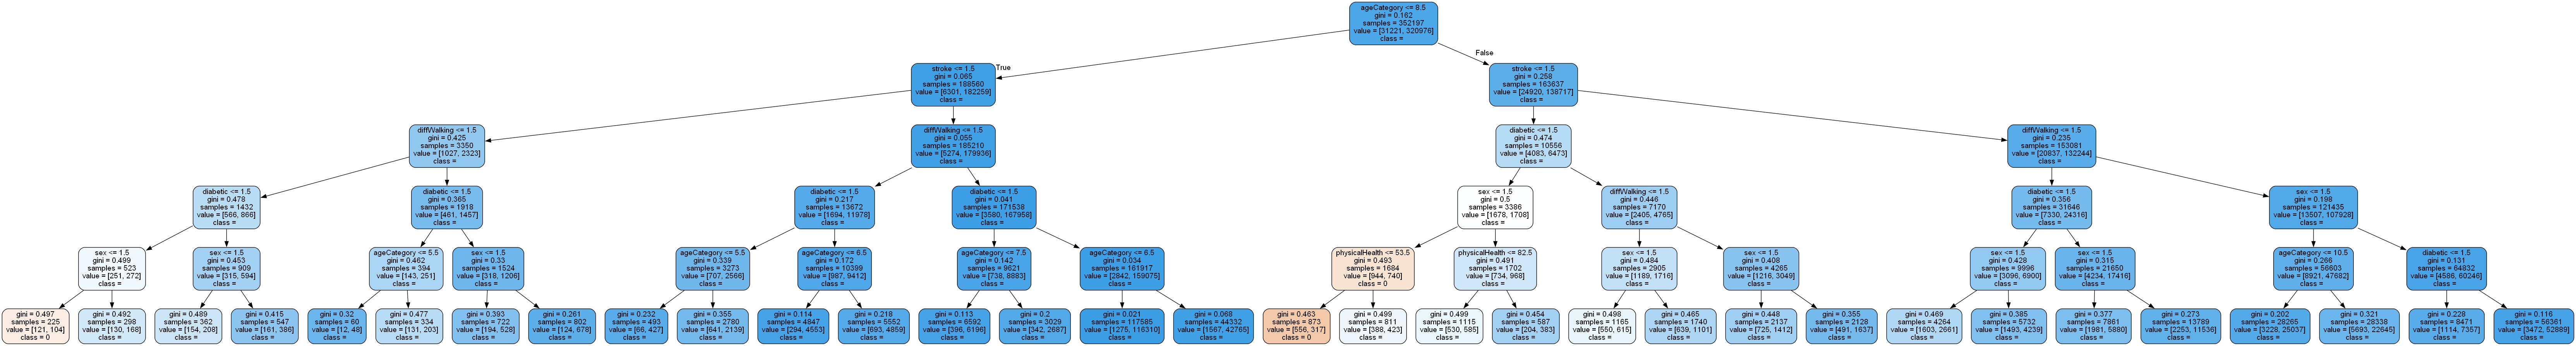 ageCategory <= 8.5
gini = 0.162
samples = 352197
value = [31221, 320976]
class =
True
False
stroke <= 1.5
gini = 0.065
samples = 188560
value = [6301, 182259]
class =
stroke <= 1.5
gini = 0.258
samples = 163637
value = [24920, 138717]
class =
diffWalking <= 1.5
gini = 0.425
samples = 3350
value = [1027, 2323]
class =
diffWalking <= 1.5
gini = 0.055
samples = 185210
value = [5274, 179936]
class =
diabetic <= 1.5
gini = 0.474
samples = 10556
value = [4083, 6473]
class =
diffWalking <= 1.5
gini = 0.235
samples = 153081
value = [20837, 132244]
class =
diabetic <= 1.5
gini = 0.478
samples = 1432
value = [566, 866]
class =
diabetic <= 1.5
gini = 0.365
samples = 1918
value = [461, 1457]
class =
diabetic <= 1.5
gini = 0.217
samples = 13672
value = [1694, 11978]
class =
diabetic <= 1.5
gini = 0.041
samples = 171538
value = [3580, 167958]
class =
sex <= 1.5
gini = 0.5
samples = 3386
value = [1678, 1708]
class =
diffWalking <= 1.5
gini = 0.446
samples = 7170
value = [2405, 4765]
class =
diabetic <= 1.5
gini = 0.356
samples = 31646
value = [7330, 24316]
class =
sex <= 1.5
gini = 0.198
samples = 121435
value = [13507, 107928]
class =
sex <= 1.5
gini = 0.499
samples = 523
value = [251, 272]
class =
sex <= 1.5
gini = 0.453
samples = 909
value = [315, 594]
class =
ageCategory <= 5.5
gini = 0.462
samples = 394
value = [143, 251]
class =
sex <= 1.5
gini = 0.33
samples = 1524
value = [318, 1206]
class =
ageCategory <= 5.5
gini = 0.339
samples = 3273
value = [707, 2566]
class =
ageCategory <= 6.5
gini = 0.172
samples = 10399
value = [987, 9412]
class =
ageCategory <= 7.5
gini = 0.142
samples = 9621
value = [738, 8883]
class =
ageCategory <= 6.5
gini = 0.034
samples = 161917
value = [2842, 159075]
class =
physicalHealth <= 53.5
gini = 0.493
samples = 1684
value = [944, 740]
class = 0
physicalHealth <= 82.5
gini = 0.491
samples = 1702
value = [734, 968]
class =
sex <= 1.5
gini = 0.484
samples = 2905
value = [1189, 1716]
class =
sex <= 1.5
gini = 0.408
samples = 4265
value = [1216, 3049]
class =
sex <= 1.5
gini = 0.428
samples = 9996
value = [3096, 6900]
class =
sex <= 1.5
gini = 0.315
samples = 21650
value = [4234, 17416]
class =
ageCategory <= 10.5
gini = 0.266
samples = 56603
value = [8921, 47682]
class =
diabetic <= 1.5
gini = 0.131
samples = 64832
value = [4586, 60246]
class =
gini = 0.497
samples = 225
value = [121, 104]
class = 0
gini = 0.492
samples = 298
value = [130, 168]
class =
gini = 0.489
samples = 362
value = [154, 208]
class =
gini = 0.415
samples = 547
value = [161, 386]
class =
gini = 0.32
samples = 60
value = [12, 48]
class =
gini = 0.477
samples = 334
value = [131, 203]
class =
gini = 0.393
samples = 722
value = [194, 528]
class =
gini = 0.261
samples = 802
value = [124, 678]
class =
gini = 0.232
samples = 493
value = [66, 427]
class =
gini = 0.355
samples = 2780
value = [641, 2139]
class =
gini = 0.114
samples = 4847
value = [294, 4553]
class =
gini = 0.218
samples = 5552
value = [693, 4859]
class =
gini = 0.113
samples = 6592
value = [396, 6196]
class =
gini = 0.2
samples = 3029
value = [342, 2687]
class =
gini = 0.021
samples = 117585
value = [1275, 116310]
class =
gini = 0.068
samples = 44332
value = [1567, 42765]
class =
gini = 0.463
samples = 873
value = [556, 317]
class = 0
gini = 0.499
samples = 811
value = [388, 423]
class =
gini = 0.499
samples = 1115
value = [530, 585]
class =
gini = 0.454
samples = 587
value = [204, 383]
class =
gini = 0.498
samples = 1165
value = [550, 615]
class =
gini = 0.465
samples = 1740
value = [639, 1101]
class =
gini = 0.448
samples = 2137
value = [725, 1412]
class =
gini = 0.355
samples = 2128
value = [491, 1637]
class =
gini = 0.469
samples = 4264
value = [1603, 2661]
class =
gini = 0.385
samples = 5732
value = [1493, 4239]
class =
gini = 0.377
samples = 7861
value = [1981, 5880]
class =
gini = 0.273
samples = 13789
value = [2253, 11536]
class =
gini = 0.202
samples = 28265
value = [3228, 25037]
class =
gini = 0.321
samples = 28338
value = [5693, 22645]
class =
gini = 0.228
samples = 8471
value = [1114, 7357]
class =
gini = 0.116
samples = 56361
value = [3472, 52889]
class =